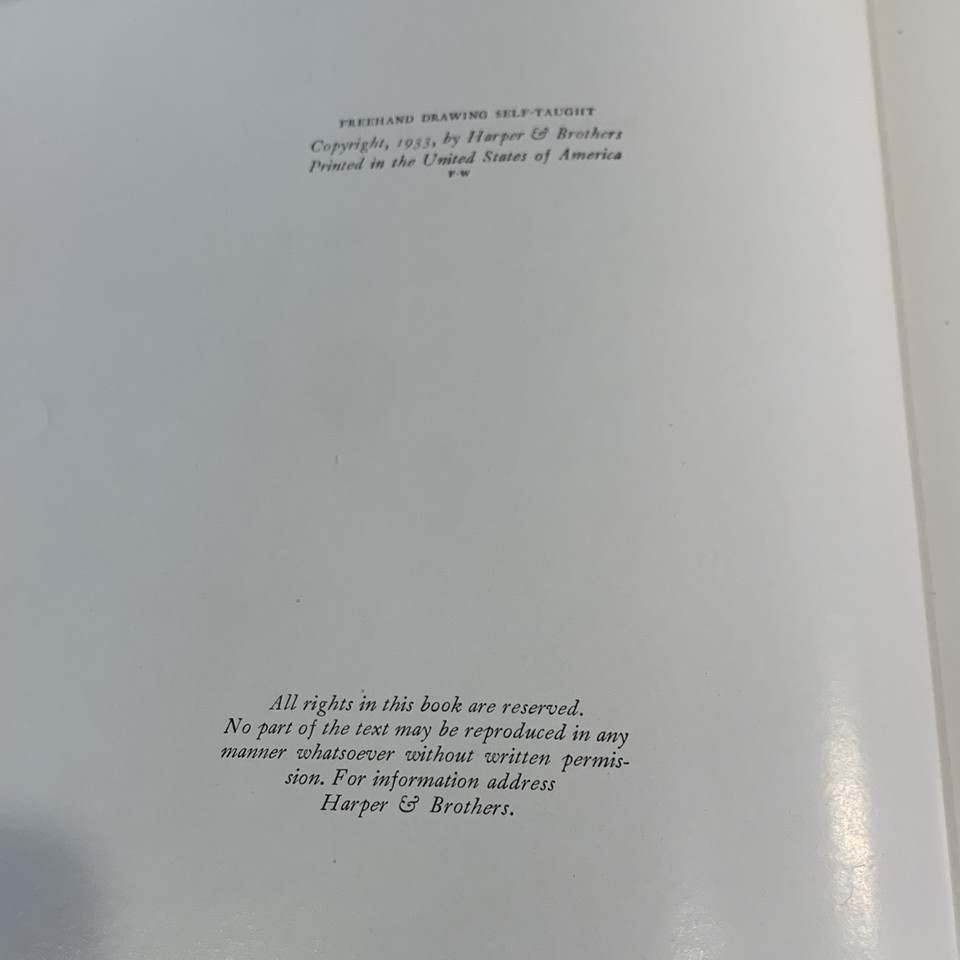 FREEHAND DRAWING SELF-TAUGHT
Copyright, 1933, by Harper & Brothers
Printed in the United States of America
F-W
All rights in this book are reserved.
No part of the text may be reproduced in any
manner whatsoever without written permis-
sion. For information address
Harper & Brothers.